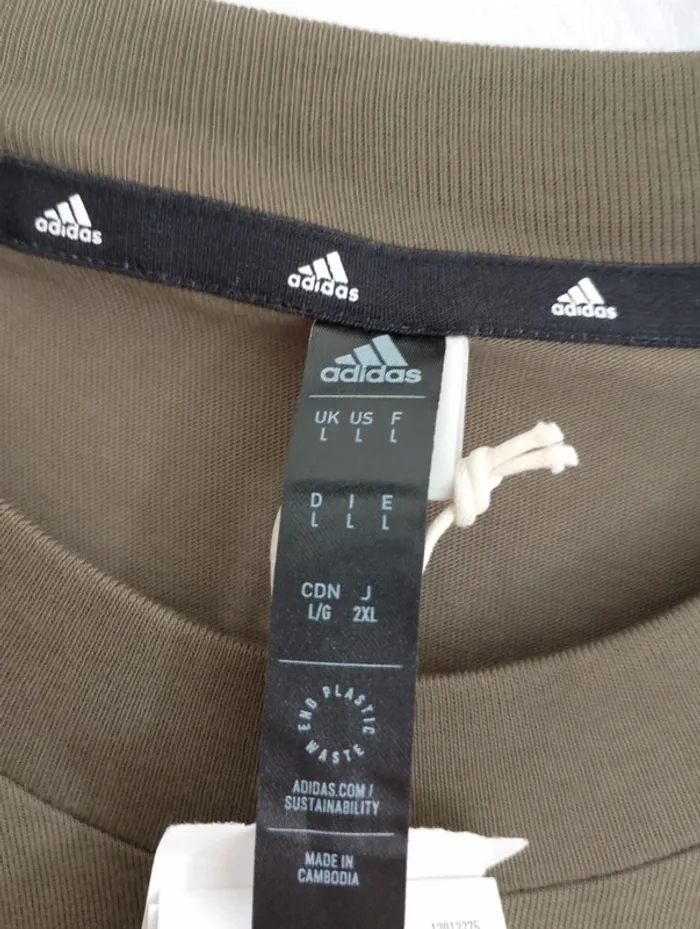 adidas
adidas
adidas
adidas
UK US F
L L L
D I E
L L L
CDN J
L/G 2XL
END PLASTIC WASTE
ADIDAS.COM/
SUSTAINABILITY
MADE IN
CAMBODIA